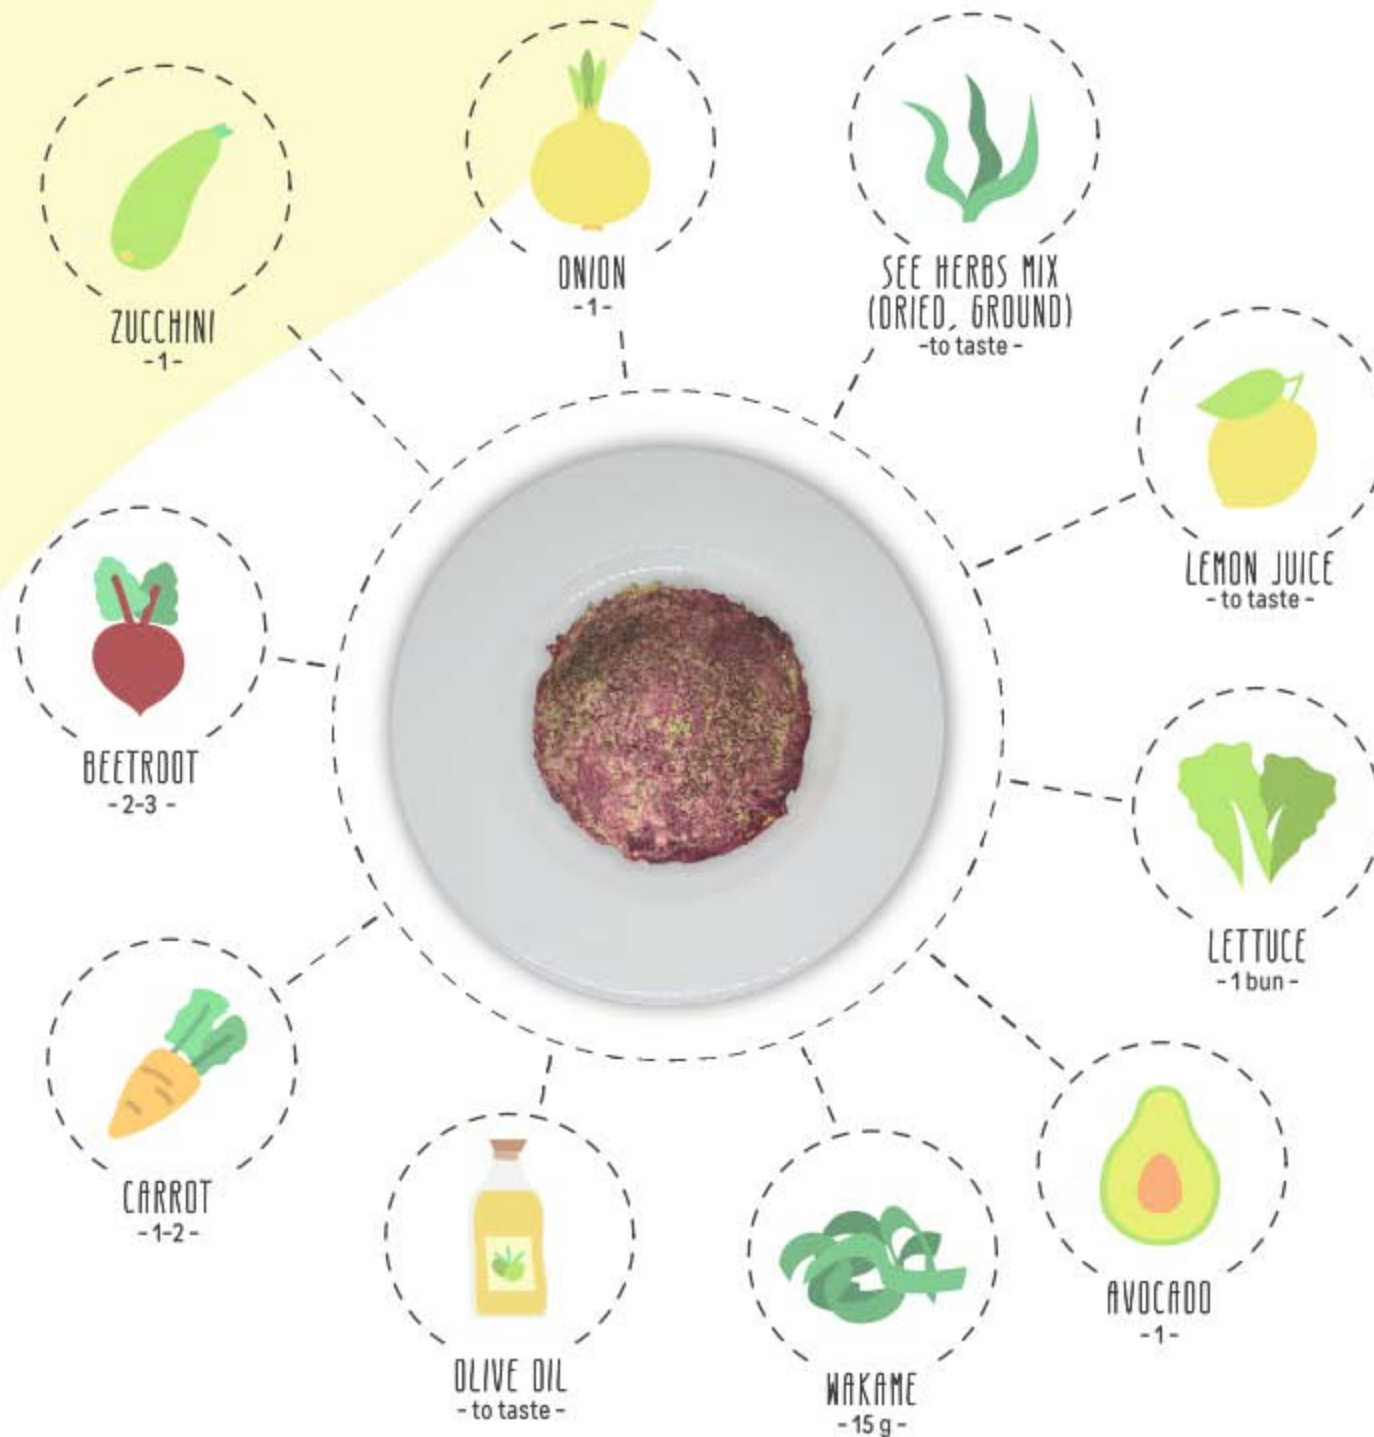 ZUCCHINI
-1-
ONION
-1-
SEE HERBS MIX
(DRIED, GROUND)
-to taste -
LEMON JUICE
- to taste -
BEETROOT
- 2-3 -
LETTUCE
- 1 bun -
CARROT
- 1-2 -
AVOCADO
-1-
OLIVE OIL
- to taste -
WAKAME
- 15 g -